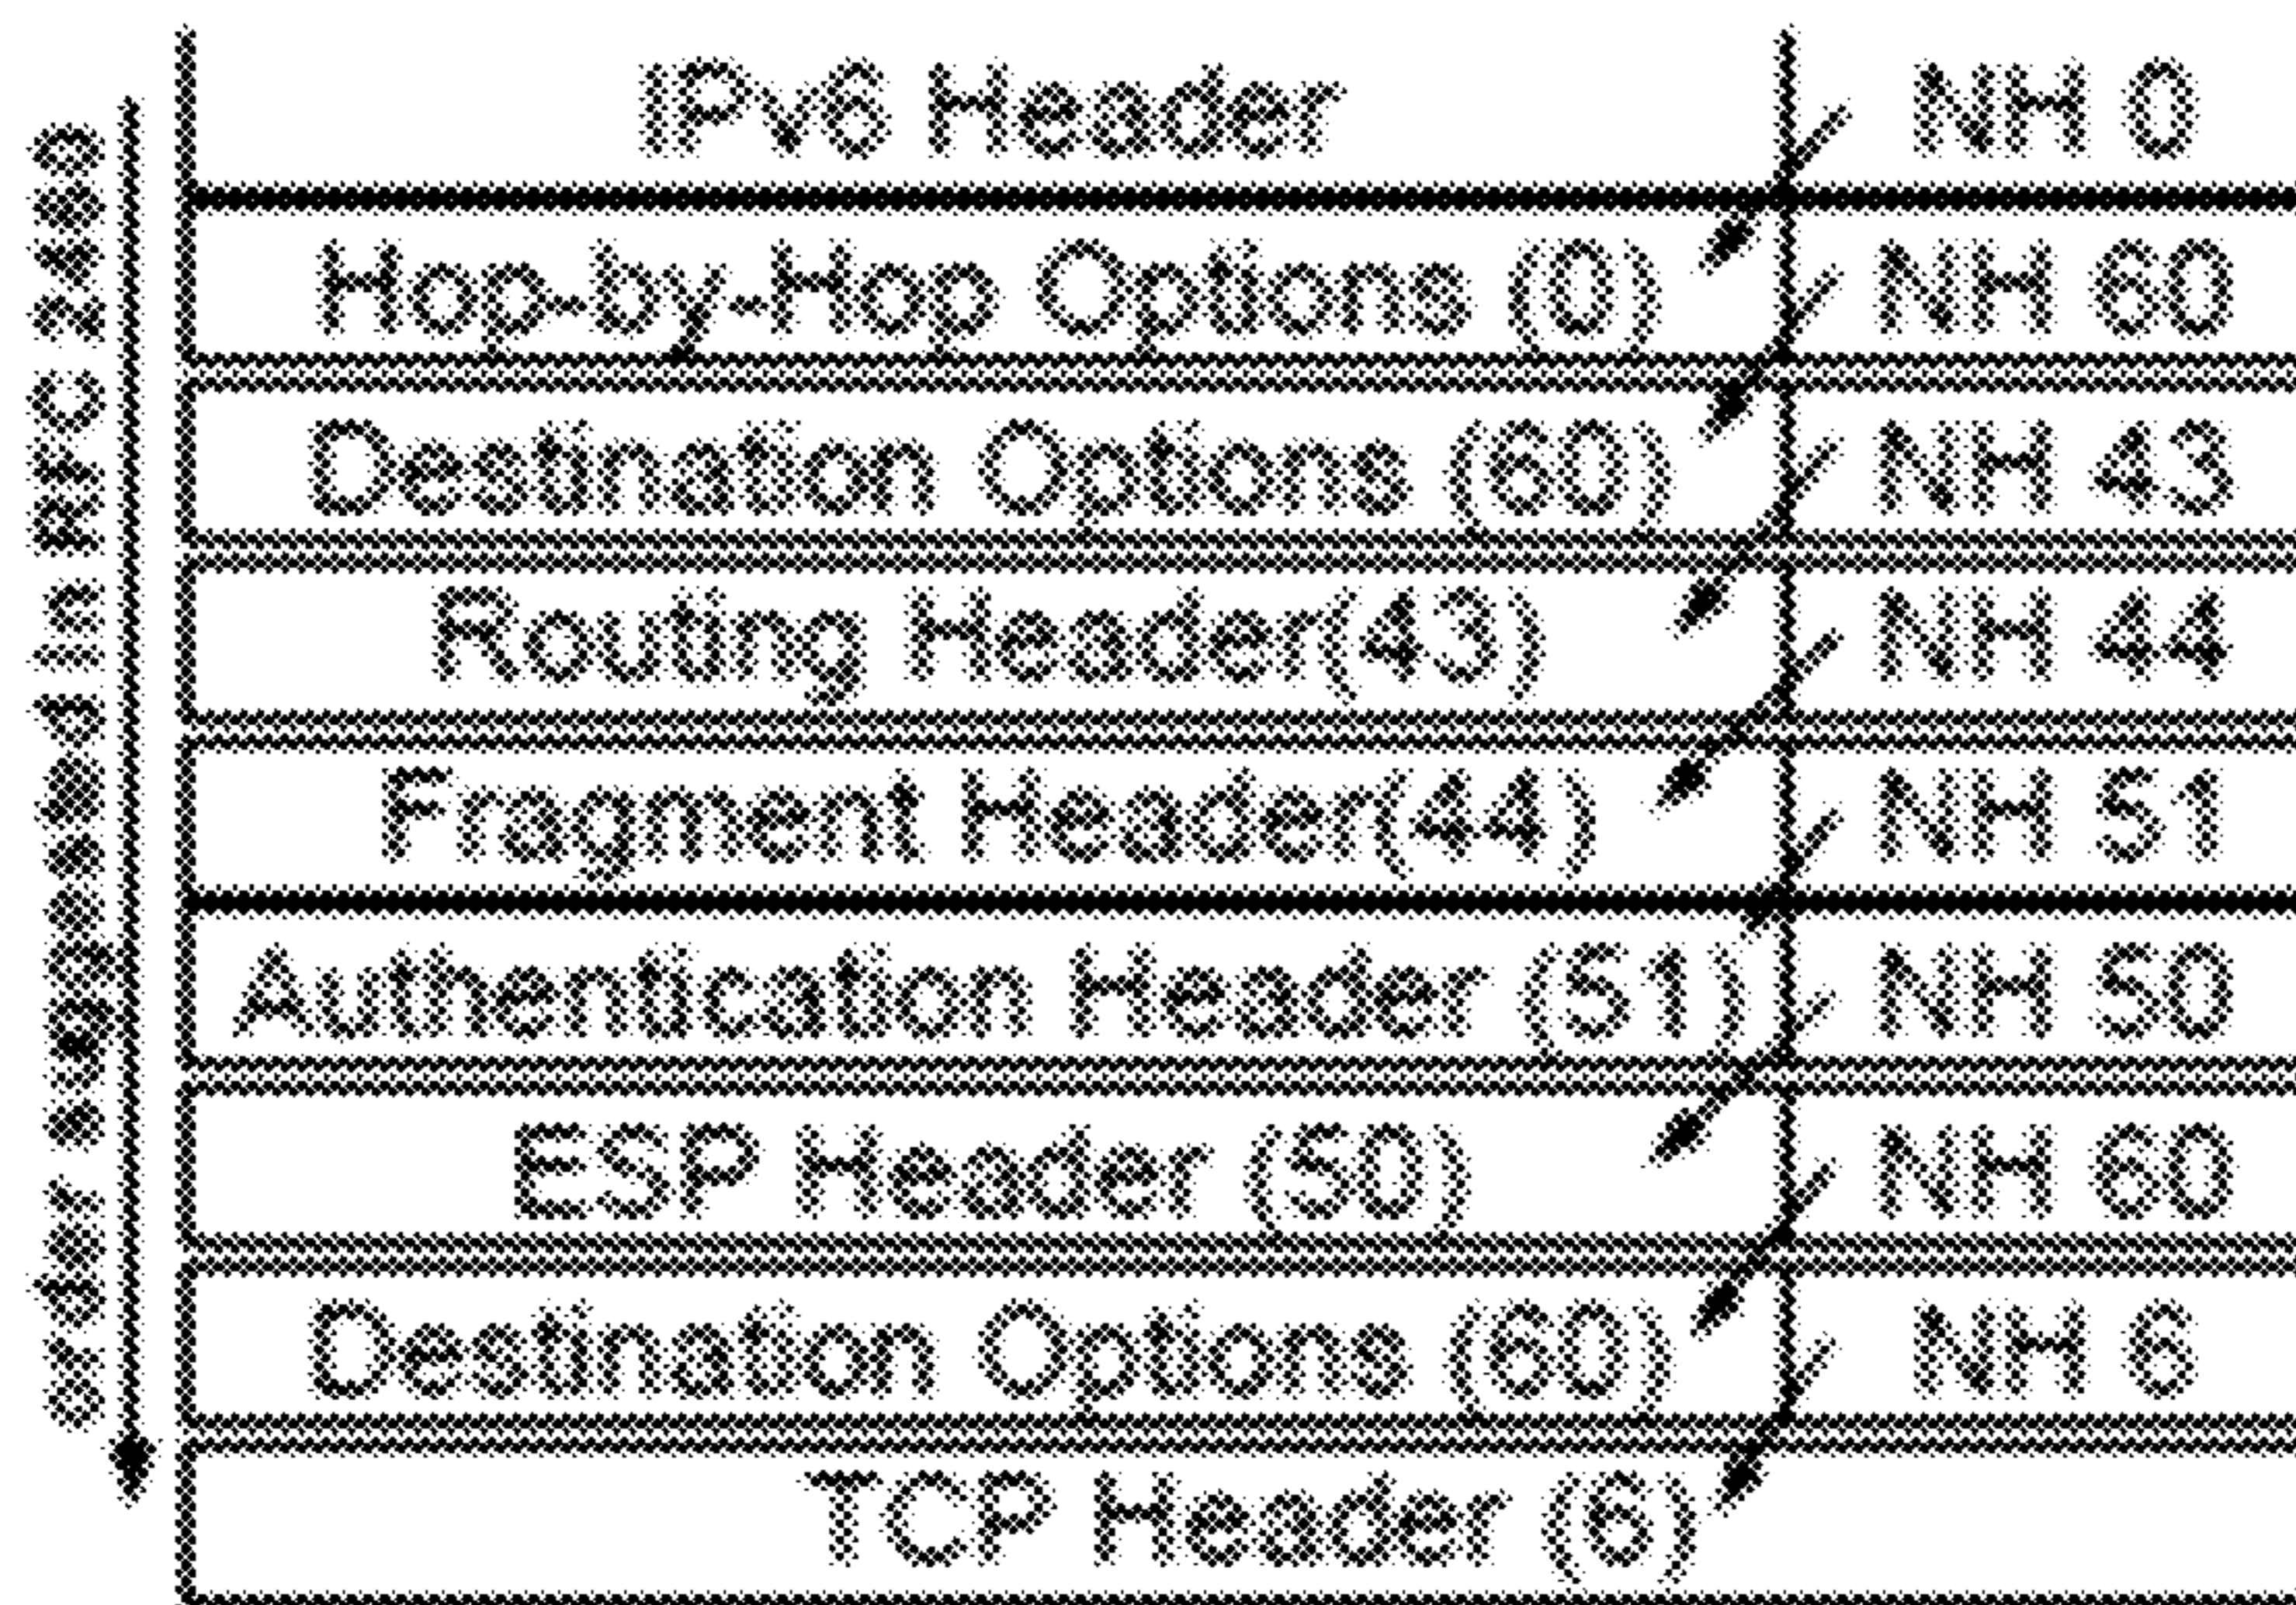 order suggested in RFC 2460
IPv6 Header NH 0
Hop-by-Hop Options (0) NH 60
Destination Options (60) NH 43
Routing Header(43) NH 44
Fragment Header(44) NH 51
Authentication Header (51) NH 50
ESP Header (50) NH 60
Destination Options (60) NH 6
TCP Header (6)